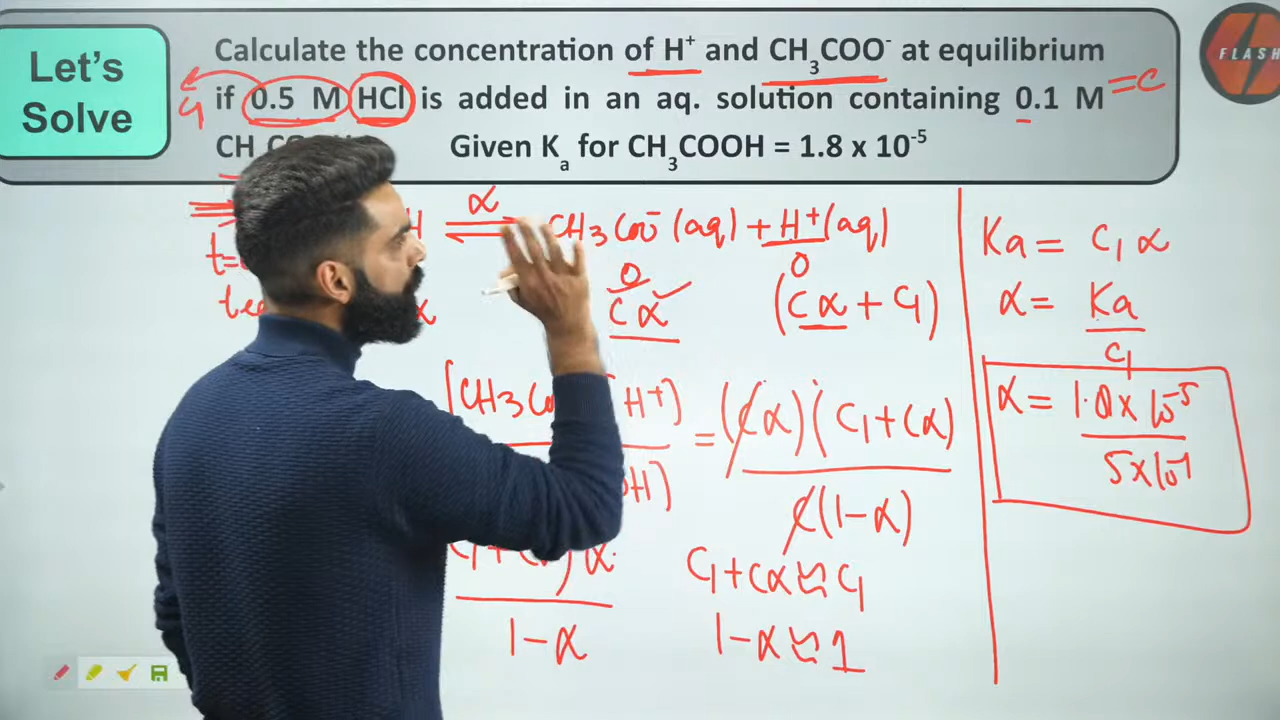 Let's
Solve
Calculate the concentration of H⁺ and CH₃COO⁻ at equilibrium
if 0.5 M HCl is added in an aq. solution containing 0.1 M = C
C₁
Given Kₐ for CH₃COOH = 1.8 x 10⁻⁵
FLASH
α
H ⇌ CH3COO⁻(aq) + H⁺(aq)
t=
0 0
α Cα ✓ (Cα + C₁)
[CH3Co H⁺] = (Cα)(C₁+Cα)
H] C(1-α)
C₁+Cα)α
1-α
C₁+Cα ≈ C₁
1-α ≈ 1
Ka = C₁α
α = Ka
C₁
α = 1.8 x 10⁻⁵
5x10⁻¹